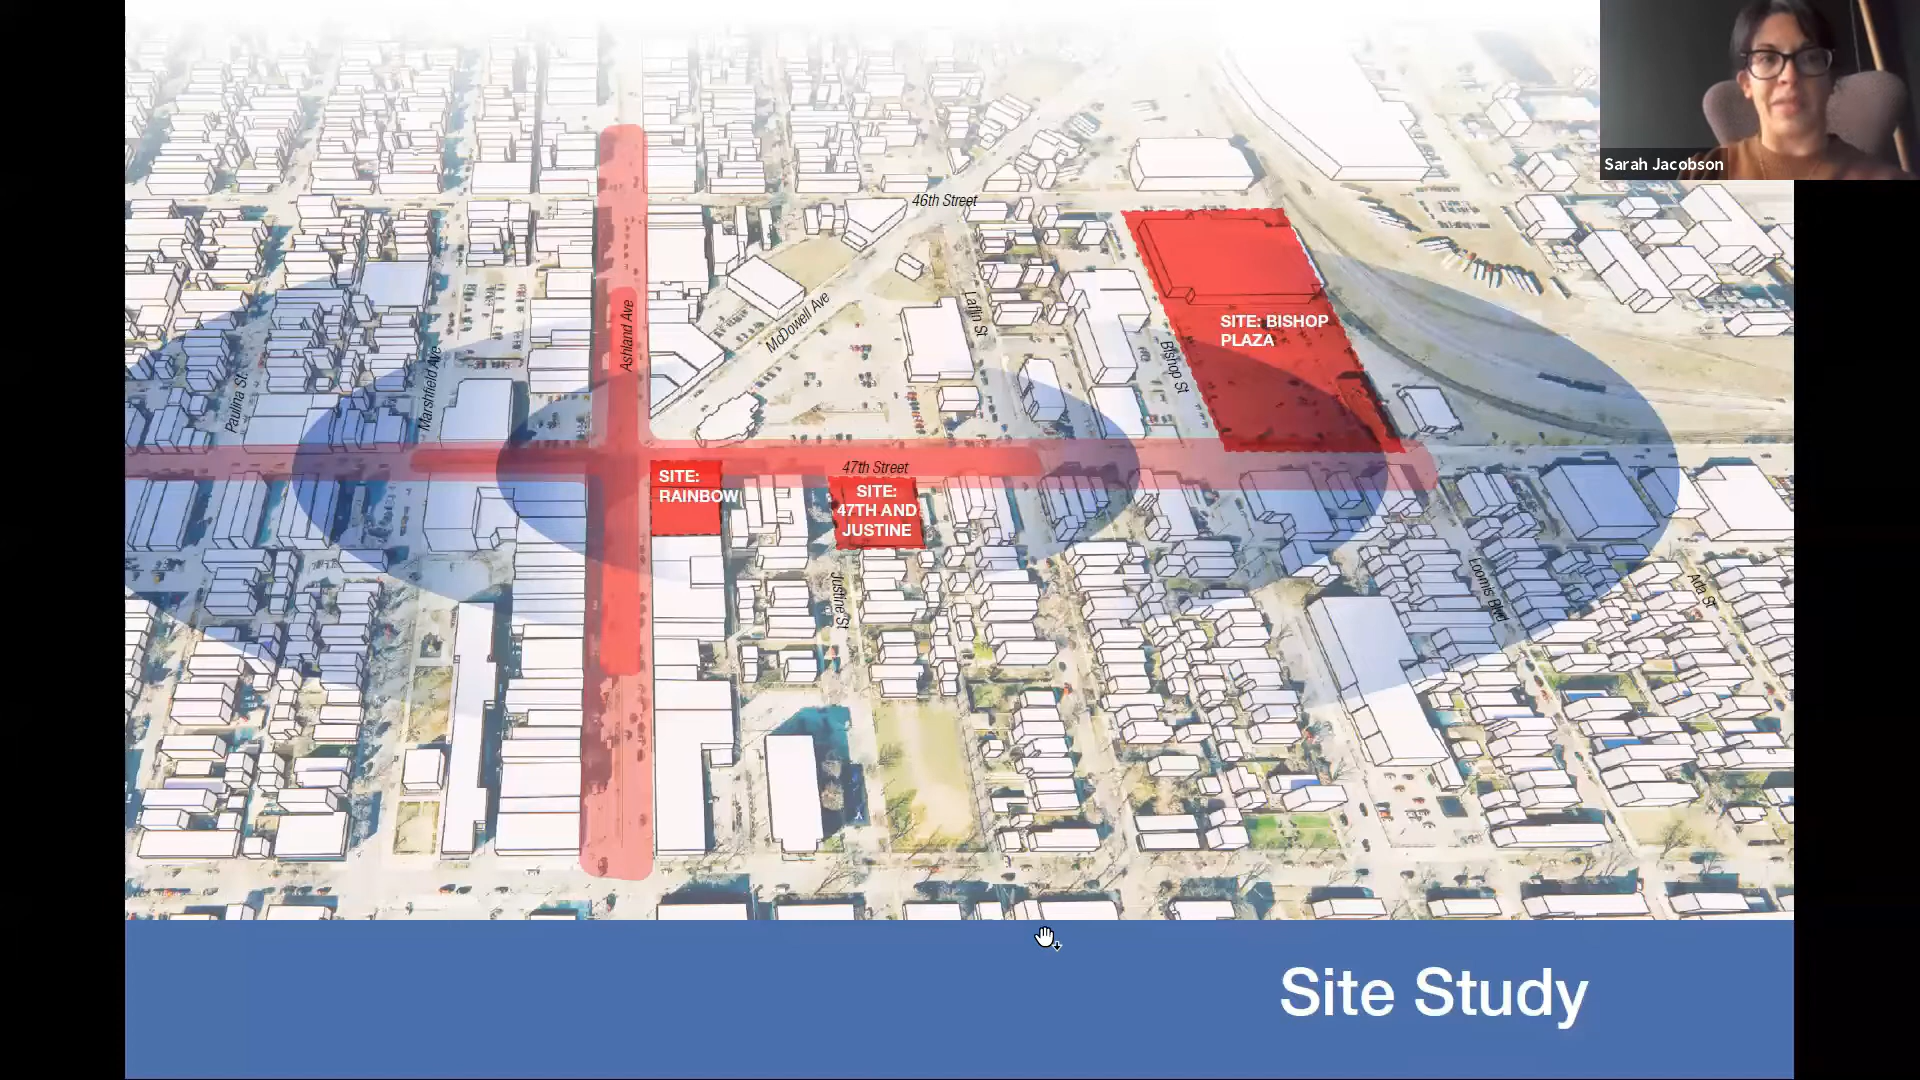 Sarah Jacobson
46th Street
SITE: BISHOP
PLAZA
Ashland Ave
McDowell Ave
Laflin St
Bishop St
Paulina St.
Marshfield Ave
47th Street
SITE:
RAINBOW
SITE:
47TH AND
JUSTINE
Justine St
Loomis Blvd
Ada St
Site Study